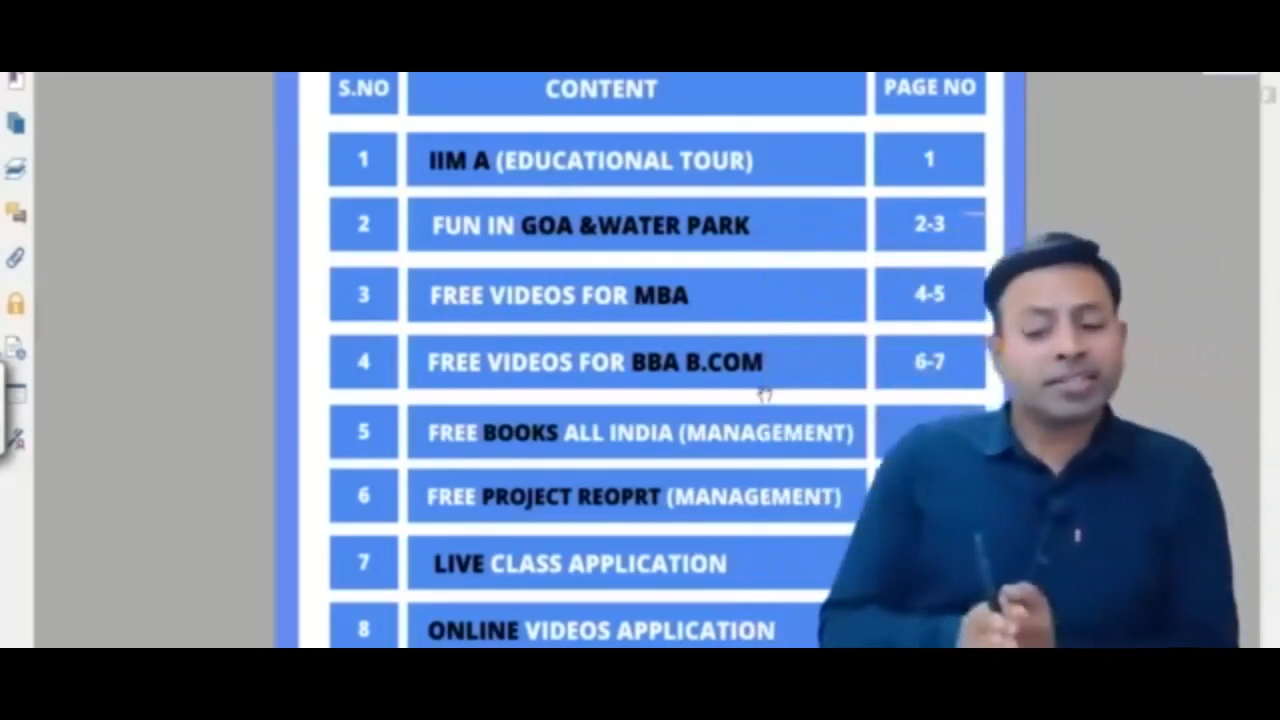 S.NO CONTENT PAGE NO
1 IIM A (EDUCATIONAL TOUR) 1
2 FUN IN GOA &WATER PARK 2-3
3 FREE VIDEOS FOR MBA 4-5
4 FREE VIDEOS FOR BBA B.COM 6-7
5 FREE BOOKS ALL INDIA (MANAGEMENT)
6 FREE PROJECT REOPRT (MANAGEMENT)
7 LIVE CLASS APPLICATION
8 ONLINE VIDEOS APPLICATION